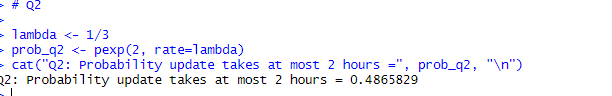 > # Q2
>
> lambda <- 1/3
> prob_q2 <- pexp(2, rate=lambda)
> cat("Q2: Probability update takes at most 2 hours =", prob_q2, "\n")
Q2: Probability update takes at most 2 hours = 0.4865829
>